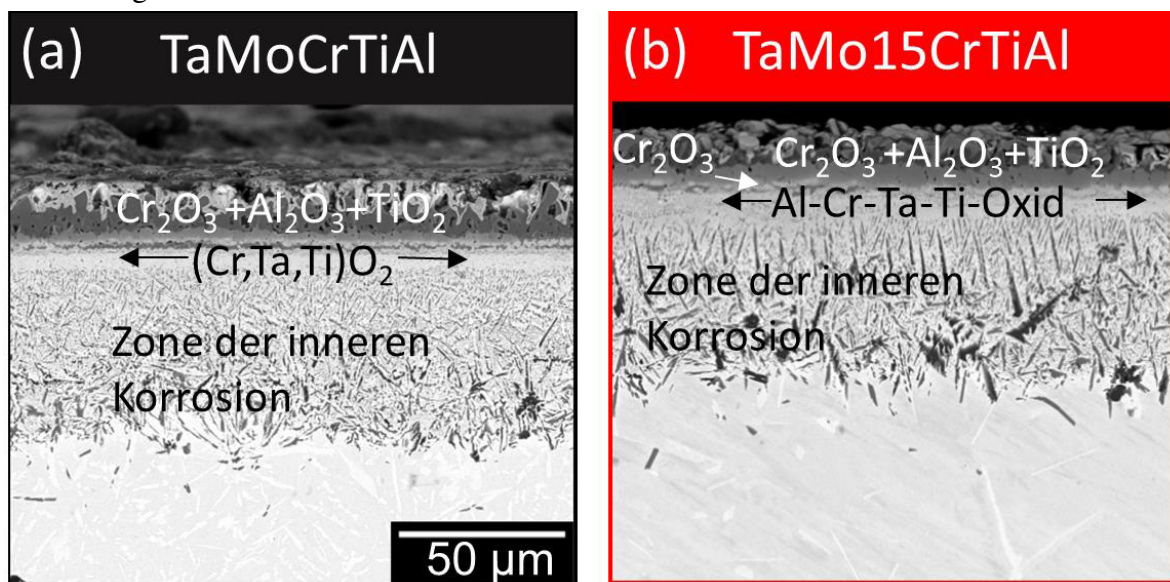 (a) TaMoCrTiAl
Cr₂O₃+Al₂O₃+TiO₂
(Cr,Ta,Ti)O₂
Zone der inneren
Korrosion
50 µm
(b) TaMo15CrTiAl
Cr₂O₃
Cr₂O₃+Al₂O₃+TiO₂
Al-Cr-Ta-Ti-Oxid
Zone der inneren
Korrosion